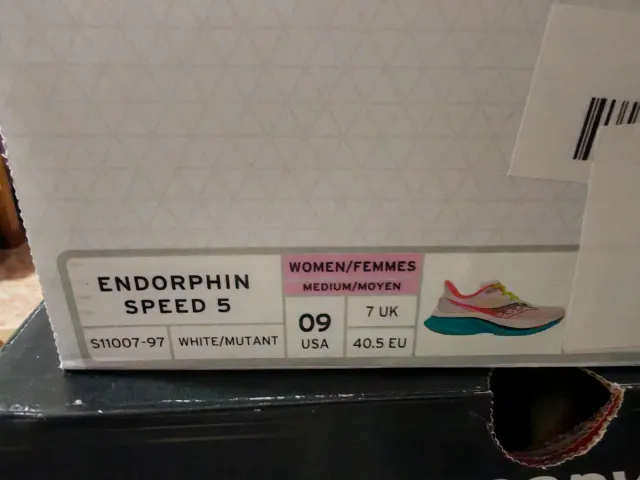 ENDORPHIN
SPEED 5
S11007-97
WHITE/MUTANT
WOMEN/FEMMES
MEDIUM/MOYEN
09
USA
7 UK
40.5 EU